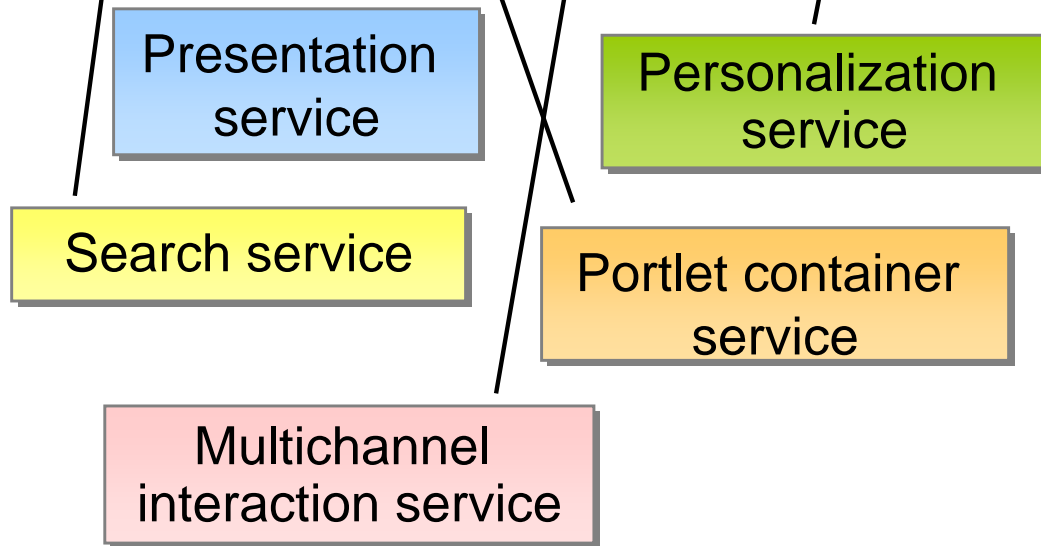 Presentation
service
Personalization
service
Search service
Portlet container
service
Multichannel
interaction service